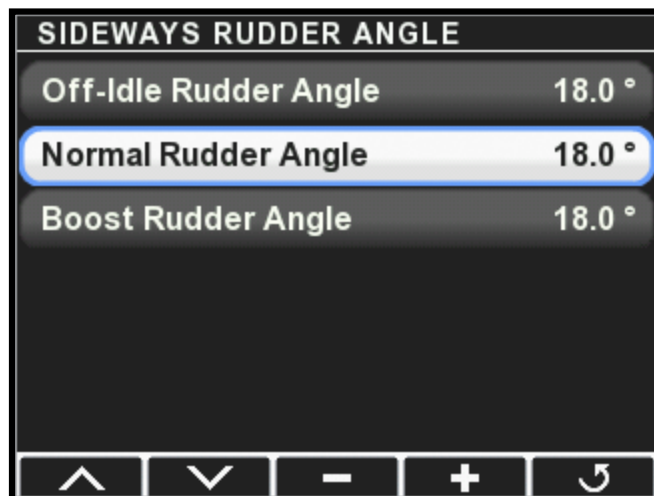 SIDEWAYS RUDDER ANGLE
Off-Idle Rudder Angle 18.0 °
Normal Rudder Angle 18.0 °
Boost Rudder Angle 18.0 °